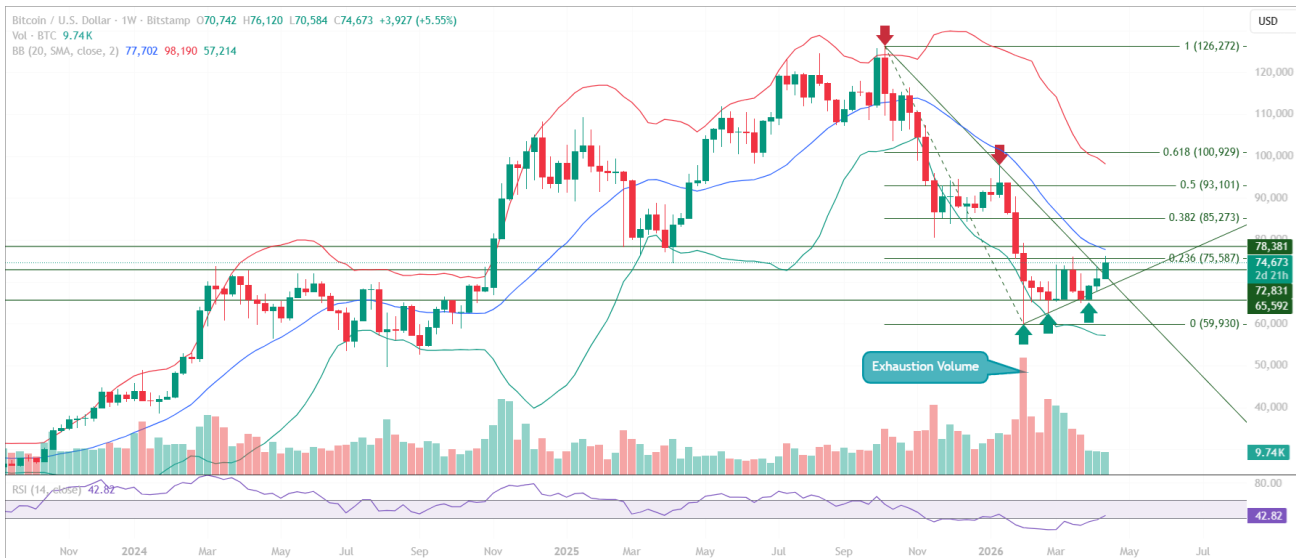 Bitcoin / U.S. Dollar · 1W · Bitstamp O70,742 H76,120 L70,584 C74,673 +3,927 (+5.55%)
USD
Vol · BTC 9.74K
BB (20, SMA, close, 2) 77,702 98,190 57,214
1 (126,272)
120,000
110,000
100,000
0.618 (100,929)
90,000
0.5 (93,101)
0.382 (85,273)
78,381
0.236 (75,587)
74,673
2d 21h
72,831
65,592
60,000
0 (59,930)
50,000
40,000
Exhaustion Volume
9.74K
RSI (14, close) 42.82
80.00
42.82
Nov 2024 Mar May Jul Sep Nov 2025 Mar May Jul Sep Nov 2026 Mar May Jul